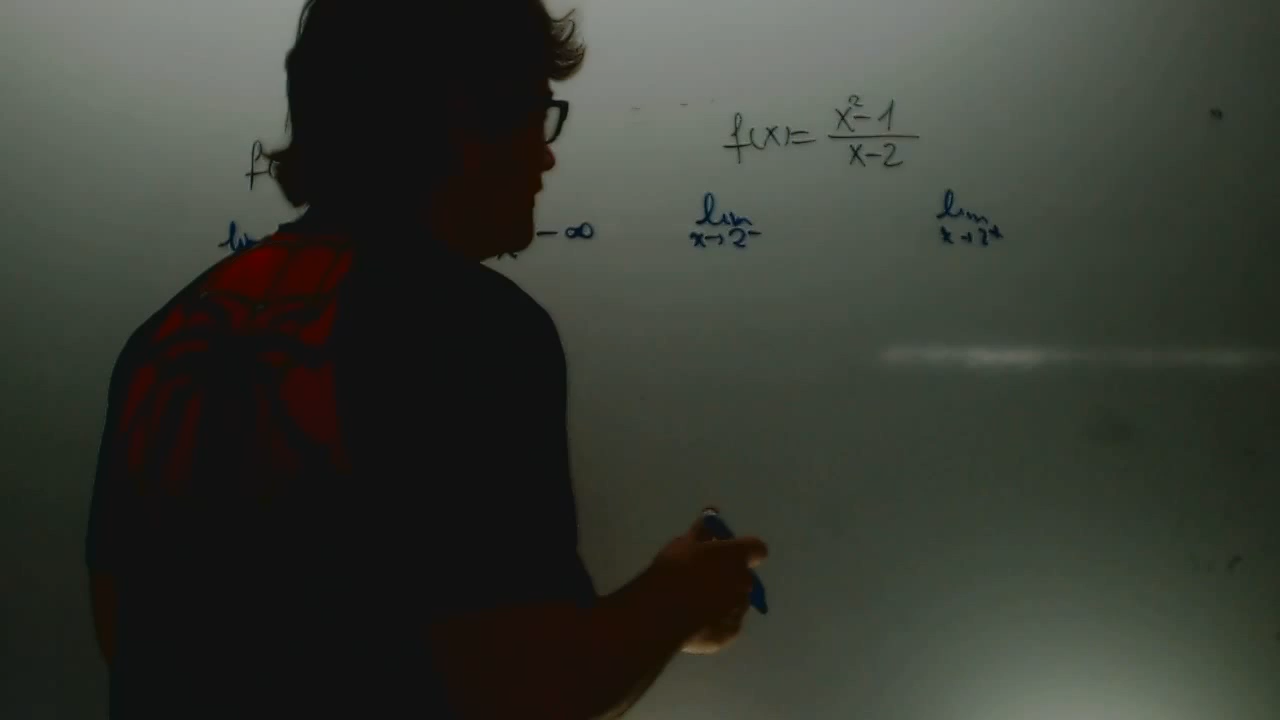 f(x)= x²-1 / x-2
f(
-∞ lim x→2⁻ lim x→2⁺